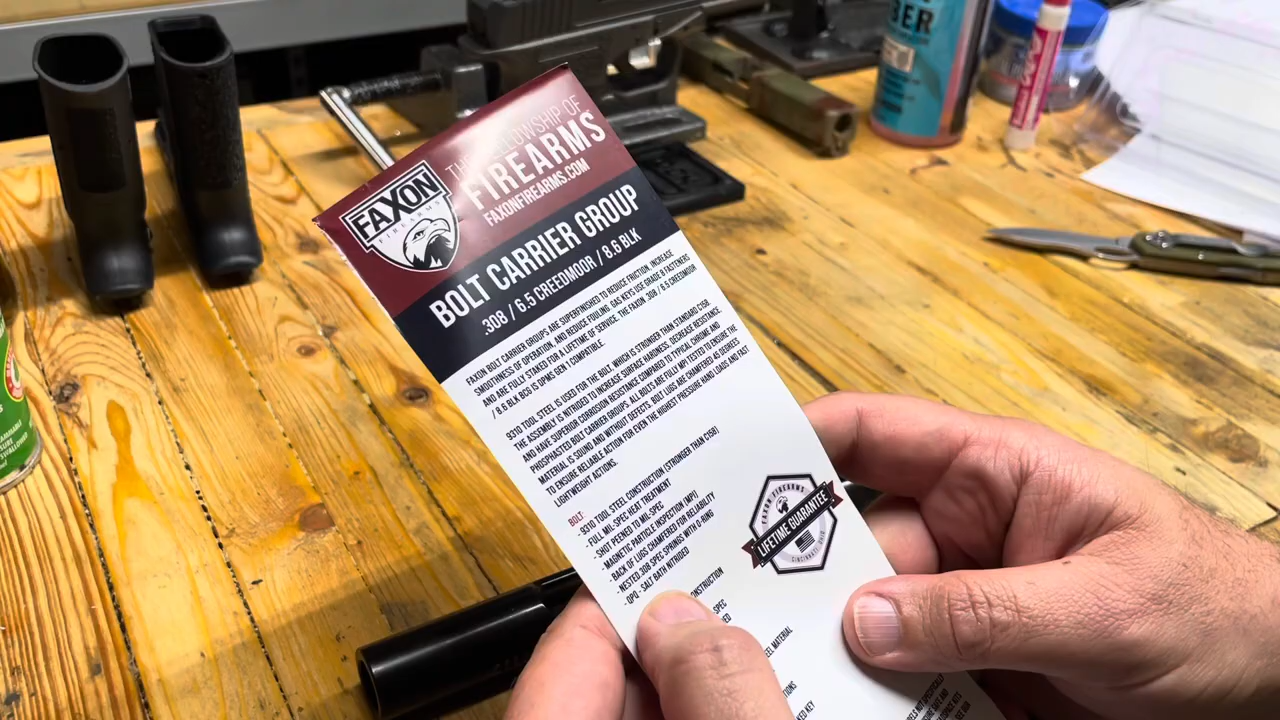 FAXON
FIREARMS
THE FELLOWSHIP OF
FIREARMS
FAXONFIREARMS.COM
BOLT CARRIER GROUP
.308 / 6.5 CREEDMOOR / 8.6 BLK
FAXON BOLT CARRIER GROUPS ARE SUPERFINISHED TO REDUCE FRICTION, INCREASE
SMOOTHNESS OF OPERATION, AND REDUCE FOULING. GAS KEYS USE GRADE 8 FASTENERS
AND ARE FULLY STAKED FOR A LIFETIME OF SERVICE. THE FAXON .308 / 6.5 CREEDMOOR
/ 8.6 BLK BCG IS DPMS GEN 1 COMPATIBLE.
9310 TOOL STEEL IS USED FOR THE BOLT, WHICH IS STRONGER THAN STANDARD C158.
THE ASSEMBLY IS NITRIDED TO INCREASE SURFACE HARDNESS, DECREASE RESISTANCE,
AND HAVE SUPERIOR CORROSION RESISTANCE COMPARED TO TYPICAL CHROME AND
PHOSPHATED BOLT CARRIER GROUPS. ALL BOLTS ARE FULLY MPI TESTED TO ENSURE THE
MATERIAL IS SOUND AND WITHOUT DEFECTS. BOLT LUGS ARE CHAMFERED 45 DEGREES
TO ENSURE RELIABLE ACTION FOR EVEN THE HIGHEST PRESSURE HAND LOADS AND FAST
LIGHTWEIGHT ACTIONS.
BOLT:
- 9310 TOOL STEEL CONSTRUCTION (STRONGER THAN C158)
- FULL MIL-SPEC HEAT TREATMENT
- SHOT PEENED TO MIL-SPEC
- MAGNETIC PARTICLE INSPECTION (MPI)
- BACK OF LUGS CHAMFERED FOR RELIABILITY
- NESTED .308 SPEC SPRINGS WITH O-RING
- QPQ - SALT BATH NITRIDED
FAXON FIREARMS
LIFETIME GUARANTEE
CINCINNATI, OHIO
MATERIAL
KEY